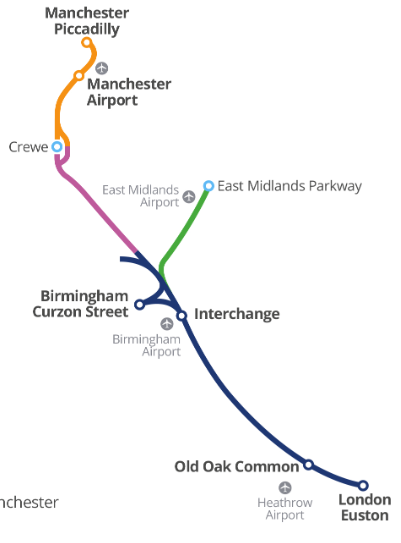 Manchester
Piccadilly
Manchester
Airport
Crewe
East Midlands
Airport
East Midlands Parkway
Birmingham
Curzon Street
Interchange
Birmingham
Airport
Old Oak Common
Heathrow
Airport
London
Euston
nchester